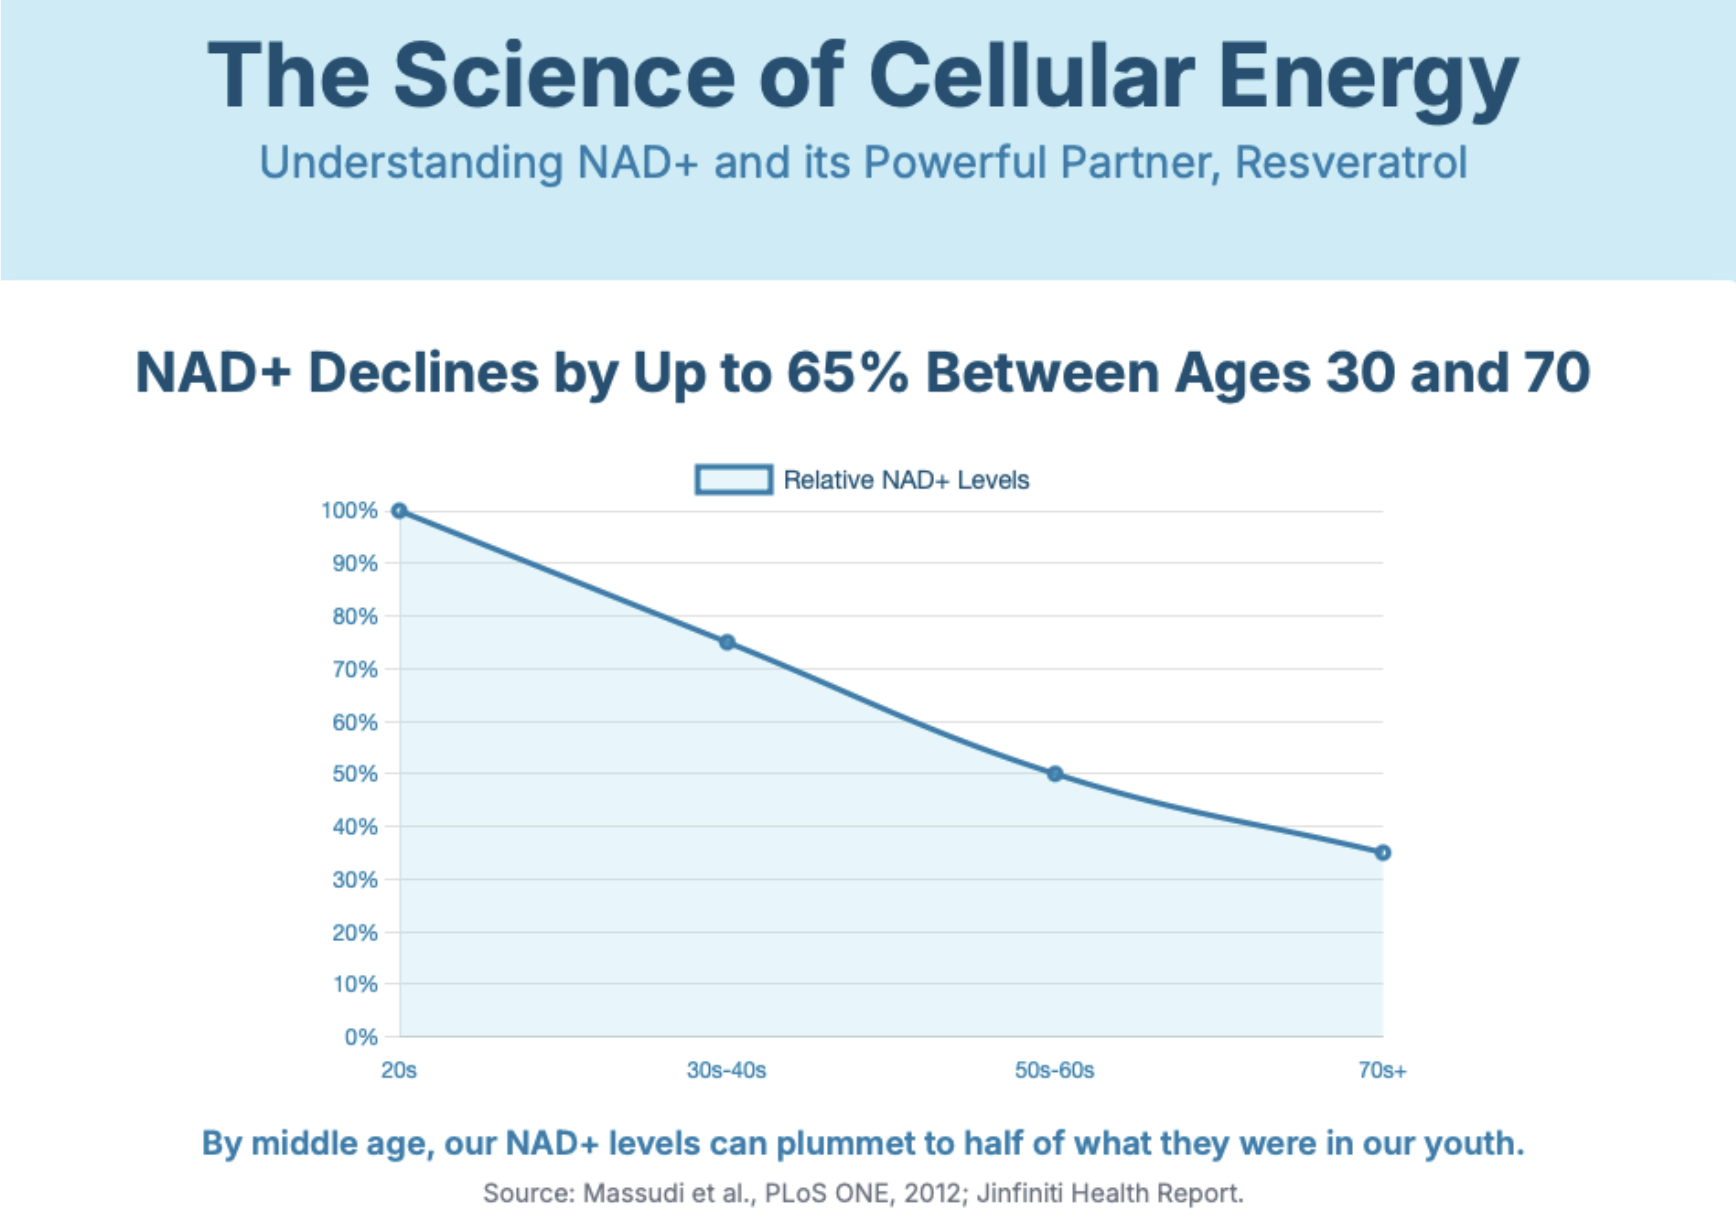 The Science of Cellular Energy
Understanding NAD+ and its Powerful Partner, Resveratrol
NAD+ Declines by Up to 65% Between Ages 30 and 70
Relative NAD+ Levels
100%
90%
80%
70%
60%
50%
40%
30%
20%
10%
0%
20s 30s-40s 50s-60s 70s+
By middle age, our NAD+ levels can plummet to half of what they were in our youth.
Source: Massudi et al., PLoS ONE, 2012; Jinfiniti Health Report.